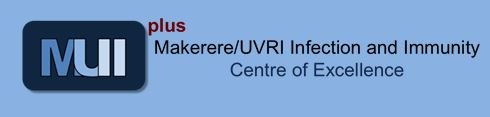 MUII
plus
Makerere/UVRI Infection and Immunity
Centre of Excellence